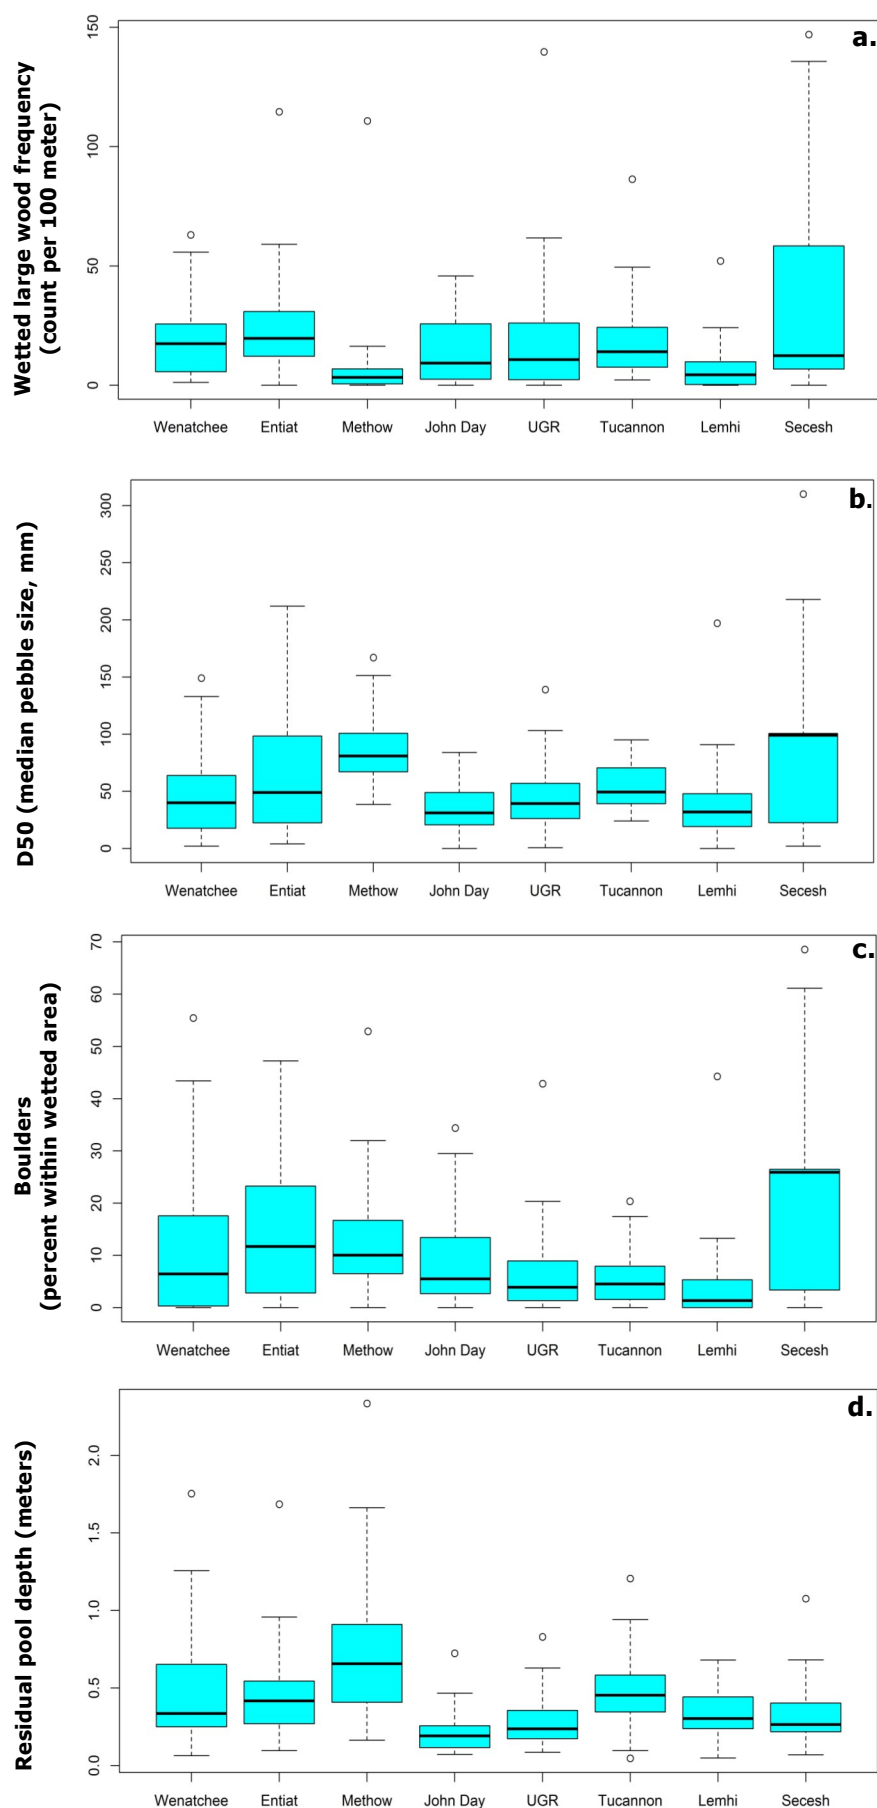 a.
Wetted large wood frequency
(count per 100 meter)
150
100
50
0
Wenatchee Entiat Methow John Day UGR Tucannon Lemhi Secesh
b.
D50 (median pebble size, mm)
300
250
200
150
100
50
0
Wenatchee Entiat Methow John Day UGR Tucannon Lemhi Secesh
c.
Boulders
(percent within wetted area)
70
60
50
40
30
20
10
0
Wenatchee Entiat Methow John Day UGR Tucannon Lemhi Secesh
d.
Residual pool depth (meters)
2.0
1.5
1.0
0.5
0.0
Wenatchee Entiat Methow John Day UGR Tucannon Lemhi Secesh